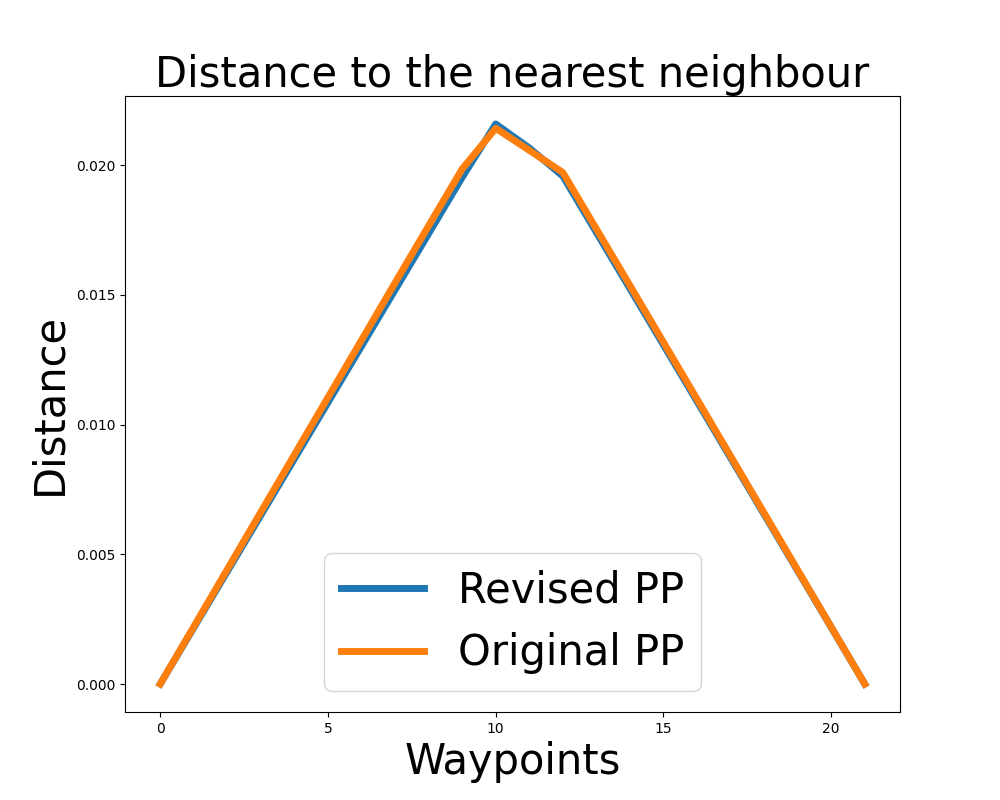 Distance to the nearest neighbour
Distance
0.020
0.015
0.010
0.005
0.000
Revised PP
Original PP
0 5 10 15 20
Waypoints